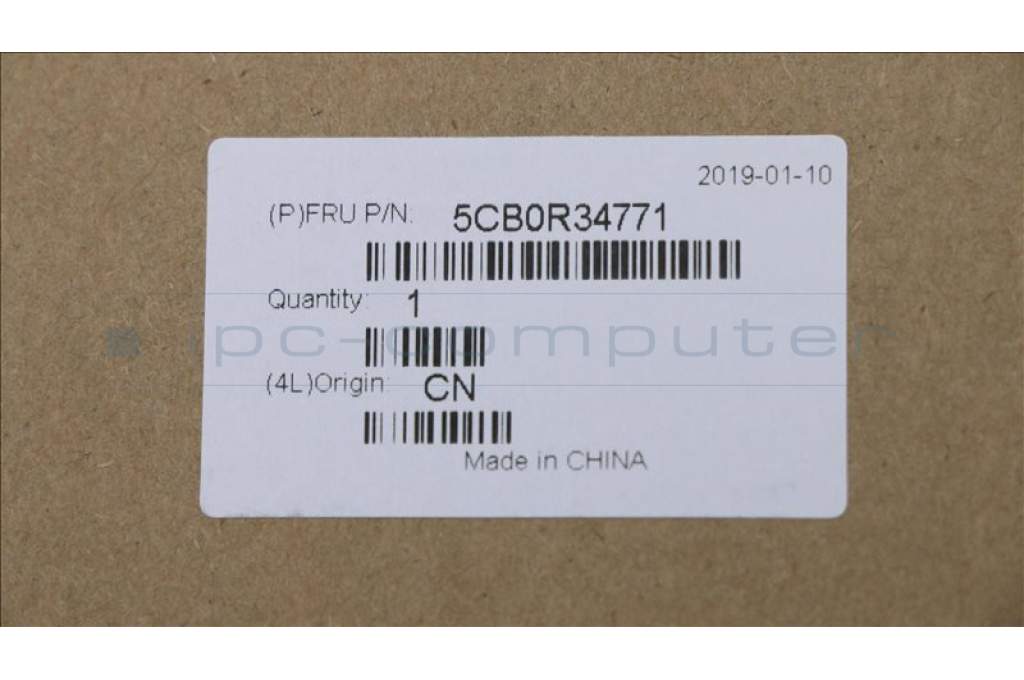 2019-01-10
(P)FRU P/N: 5CB0R34771
Quantity: 1
ipc-computer
(4L)Origin: CN
Made in CHINA